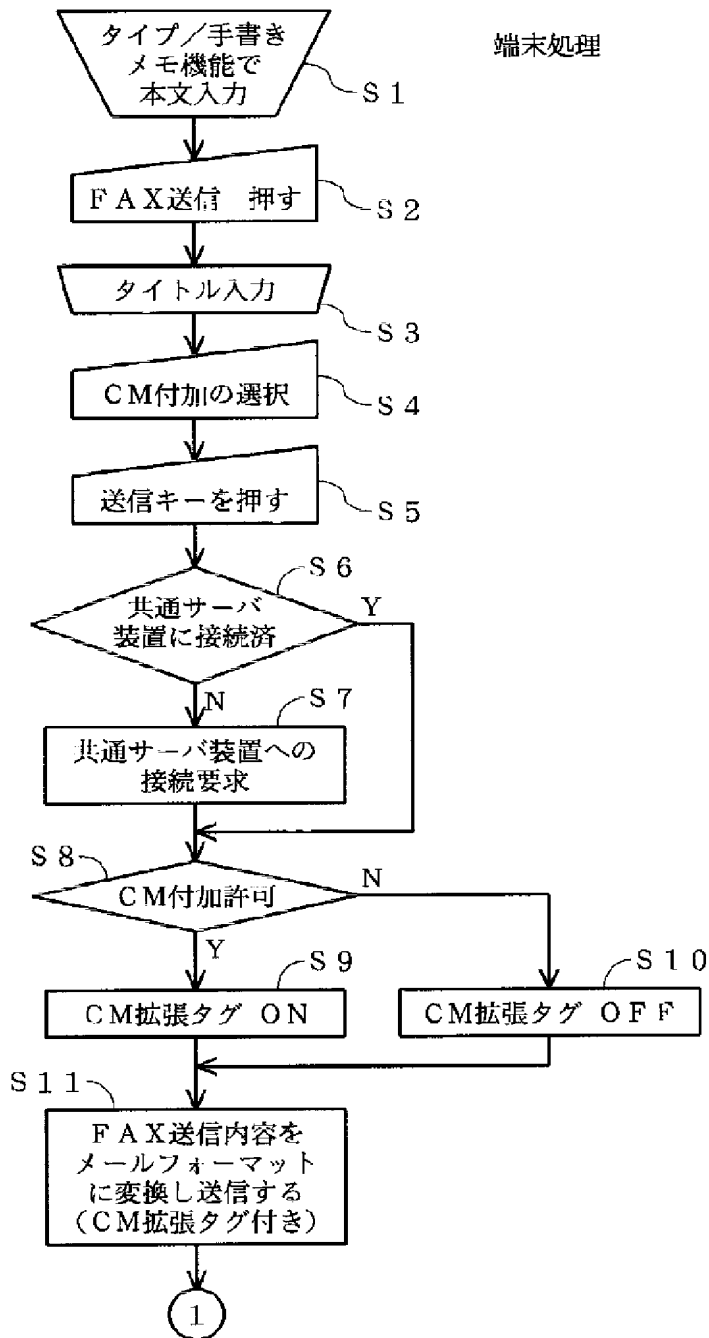 タイプ／手書き
メモ機能で
本文入力
端末処理
Ｓ１
ＦＡＸ送信　押す
Ｓ２
タイトル入力
Ｓ３
ＣＭ付加の選択
Ｓ４
送信キーを押す
Ｓ５
Ｓ６
共通サーバ
装置に接続済
Ｙ
Ｎ
Ｓ７
共通サーバ装置への
接続要求
Ｓ８
ＣＭ付加許可
Ｎ
Ｙ
Ｓ９
ＣＭ拡張タグ ＯＮ
Ｓ１０
ＣＭ拡張タグ ＯＦＦ
Ｓ１１
ＦＡＸ送信内容を
メールフォーマット
に変換し送信する
（ＣＭ拡張タグ付き）
１